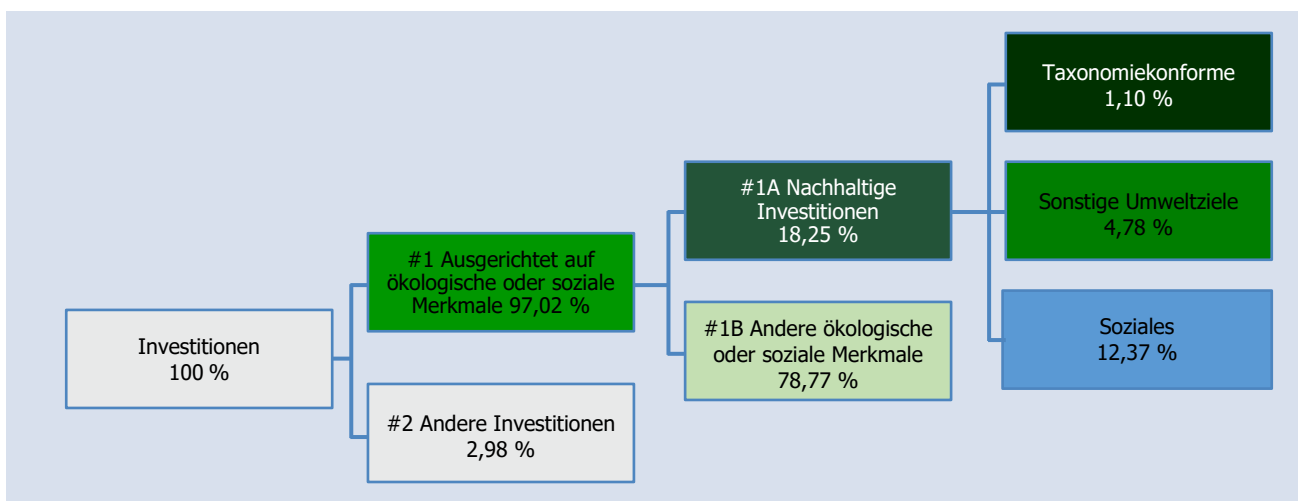 Investitionen
100 %
#1 Ausgerichtet auf
ökologische oder soziale
Merkmale 97,02 %
#2 Andere Investitionen
2,98 %
#1A Nachhaltige
Investitionen
18,25 %
#1B Andere ökologische
oder soziale Merkmale
78,77 %
Taxonomiekonforme
1,10 %
Sonstige Umweltziele
4,78 %
Soziales
12,37 %